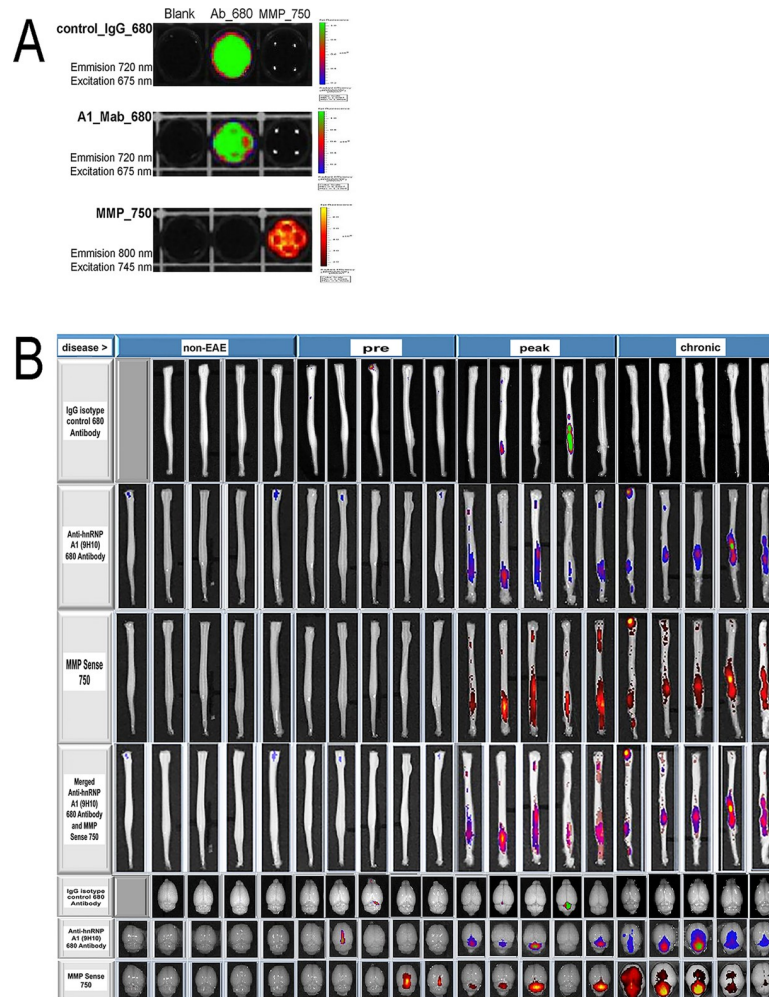 A
Blank Ab_680 MMP_750
control_IgG_680
Emmision 720 nm
Excitation 675 nm
A1_Mab_680
Emmision 720 nm
Excitation 675 nm
MMP_750
Emmision 800 nm
Excitation 745 nm
B
disease > non-EAE pre peak chronic
IgG isotype
control 680
Antibody
Anti-hnRNP
A1 (9H10)
680 Antibody
MMP Sense
750
Merged
Anti-hnRNP
A1 (9H10)
680
Antibody
and MMP
Sense 750
IgG isotype
control 680
Antibody
Anti-hnRNP
A1 (9H10)
680 Antibody
MMP Sense
750